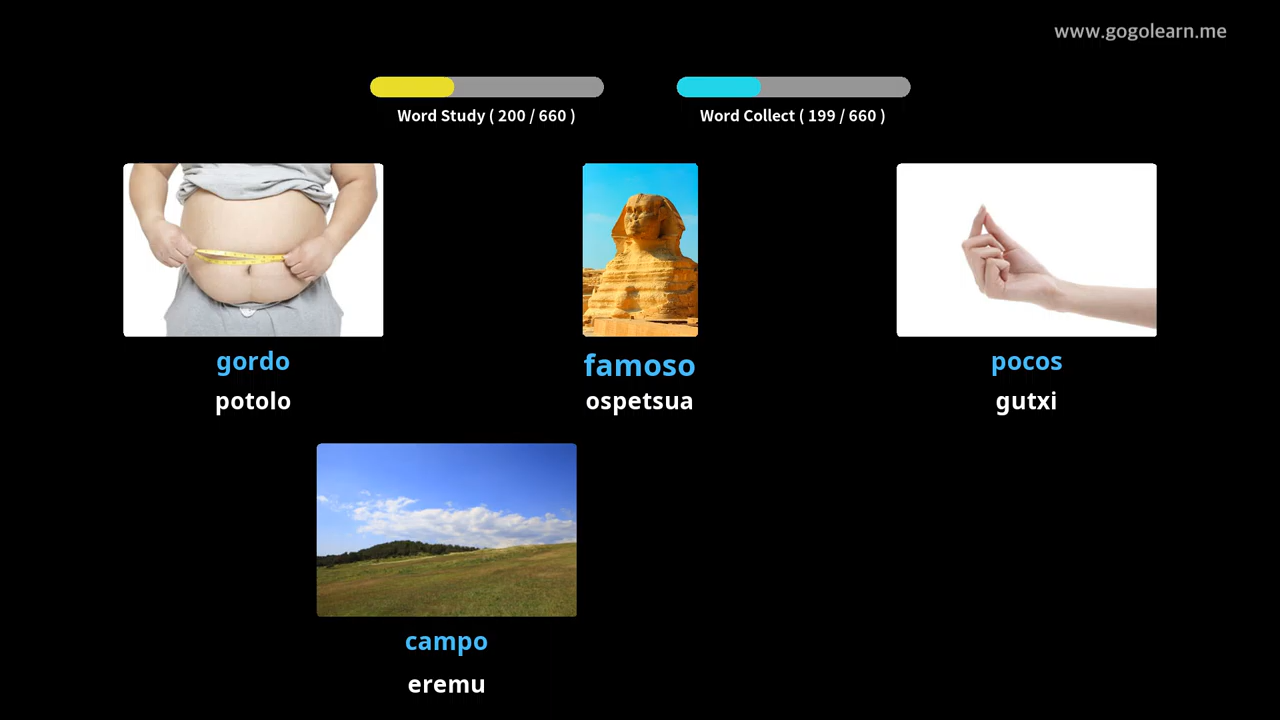 www.gogolearn.me
Word Study ( 200 / 660 )
Word Collect ( 199 / 660 )
gordo
famoso
pocos
potolo
ospetsua
gutxi
campo
eremu